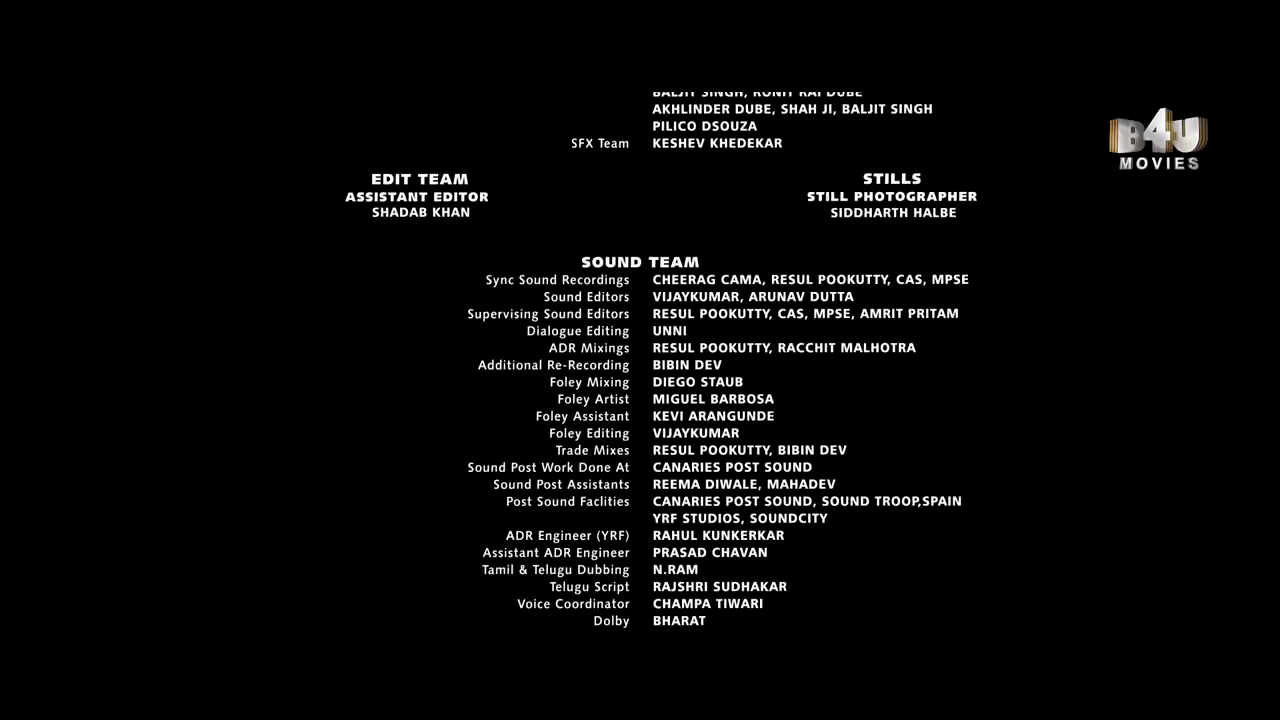 BALJIT SINGH, RONIT RAI DUBE
AKHLINDER DUBE, SHAH JI, BALJIT SINGH
PILICO DSOUZA
SFX Team KESHEV KHEDEKAR
B4U
MOVIES
EDIT TEAM
ASSISTANT EDITOR
SHADAB KHAN
STILLS
STILL PHOTOGRAPHER
SIDDHARTH HALBE
SOUND TEAM
Sync Sound Recordings CHEERAG CAMA, RESUL POOKUTTY, CAS, MPSE
Sound Editors VIJAYKUMAR, ARUNAV DUTTA
Supervising Sound Editors RESUL POOKUTTY, CAS, MPSE, AMRIT PRITAM
Dialogue Editing UNNI
ADR Mixings RESUL POOKUTTY, RACCHIT MALHOTRA
Additional Re-Recording BIBIN DEV
Foley Mixing DIEGO STAUB
Foley Artist MIGUEL BARBOSA
Foley Assistant KEVI ARANGUNDE
Foley Editing VIJAYKUMAR
Trade Mixes RESUL POOKUTTY, BIBIN DEV
Sound Post Work Done At CANARIES POST SOUND
Sound Post Assistants REEMA DIWALE, MAHADEV
Post Sound Faclities CANARIES POST SOUND, SOUND TROOP,SPAIN
YRF STUDIOS, SOUNDCITY
ADR Engineer (YRF) RAHUL KUNKERKAR
Assistant ADR Engineer PRASAD CHAVAN
Tamil & Telugu Dubbing N.RAM
Telugu Script RAJSHRI SUDHAKAR
Voice Coordinator CHAMPA TIWARI
Dolby BHARAT